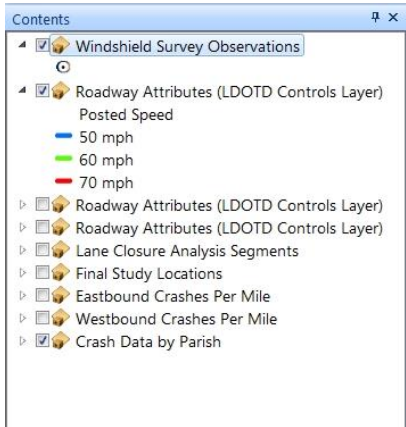 Contents
Windshield Survey Observations
Roadway Attributes (LDOTD Controls Layer)
Posted Speed
50 mph
60 mph
70 mph
Roadway Attributes (LDOTD Controls Layer)
Roadway Attributes (LDOTD Controls Layer)
Lane Closure Analysis Segments
Final Study Locations
Eastbound Crashes Per Mile
Westbound Crashes Per Mile
Crash Data by Parish